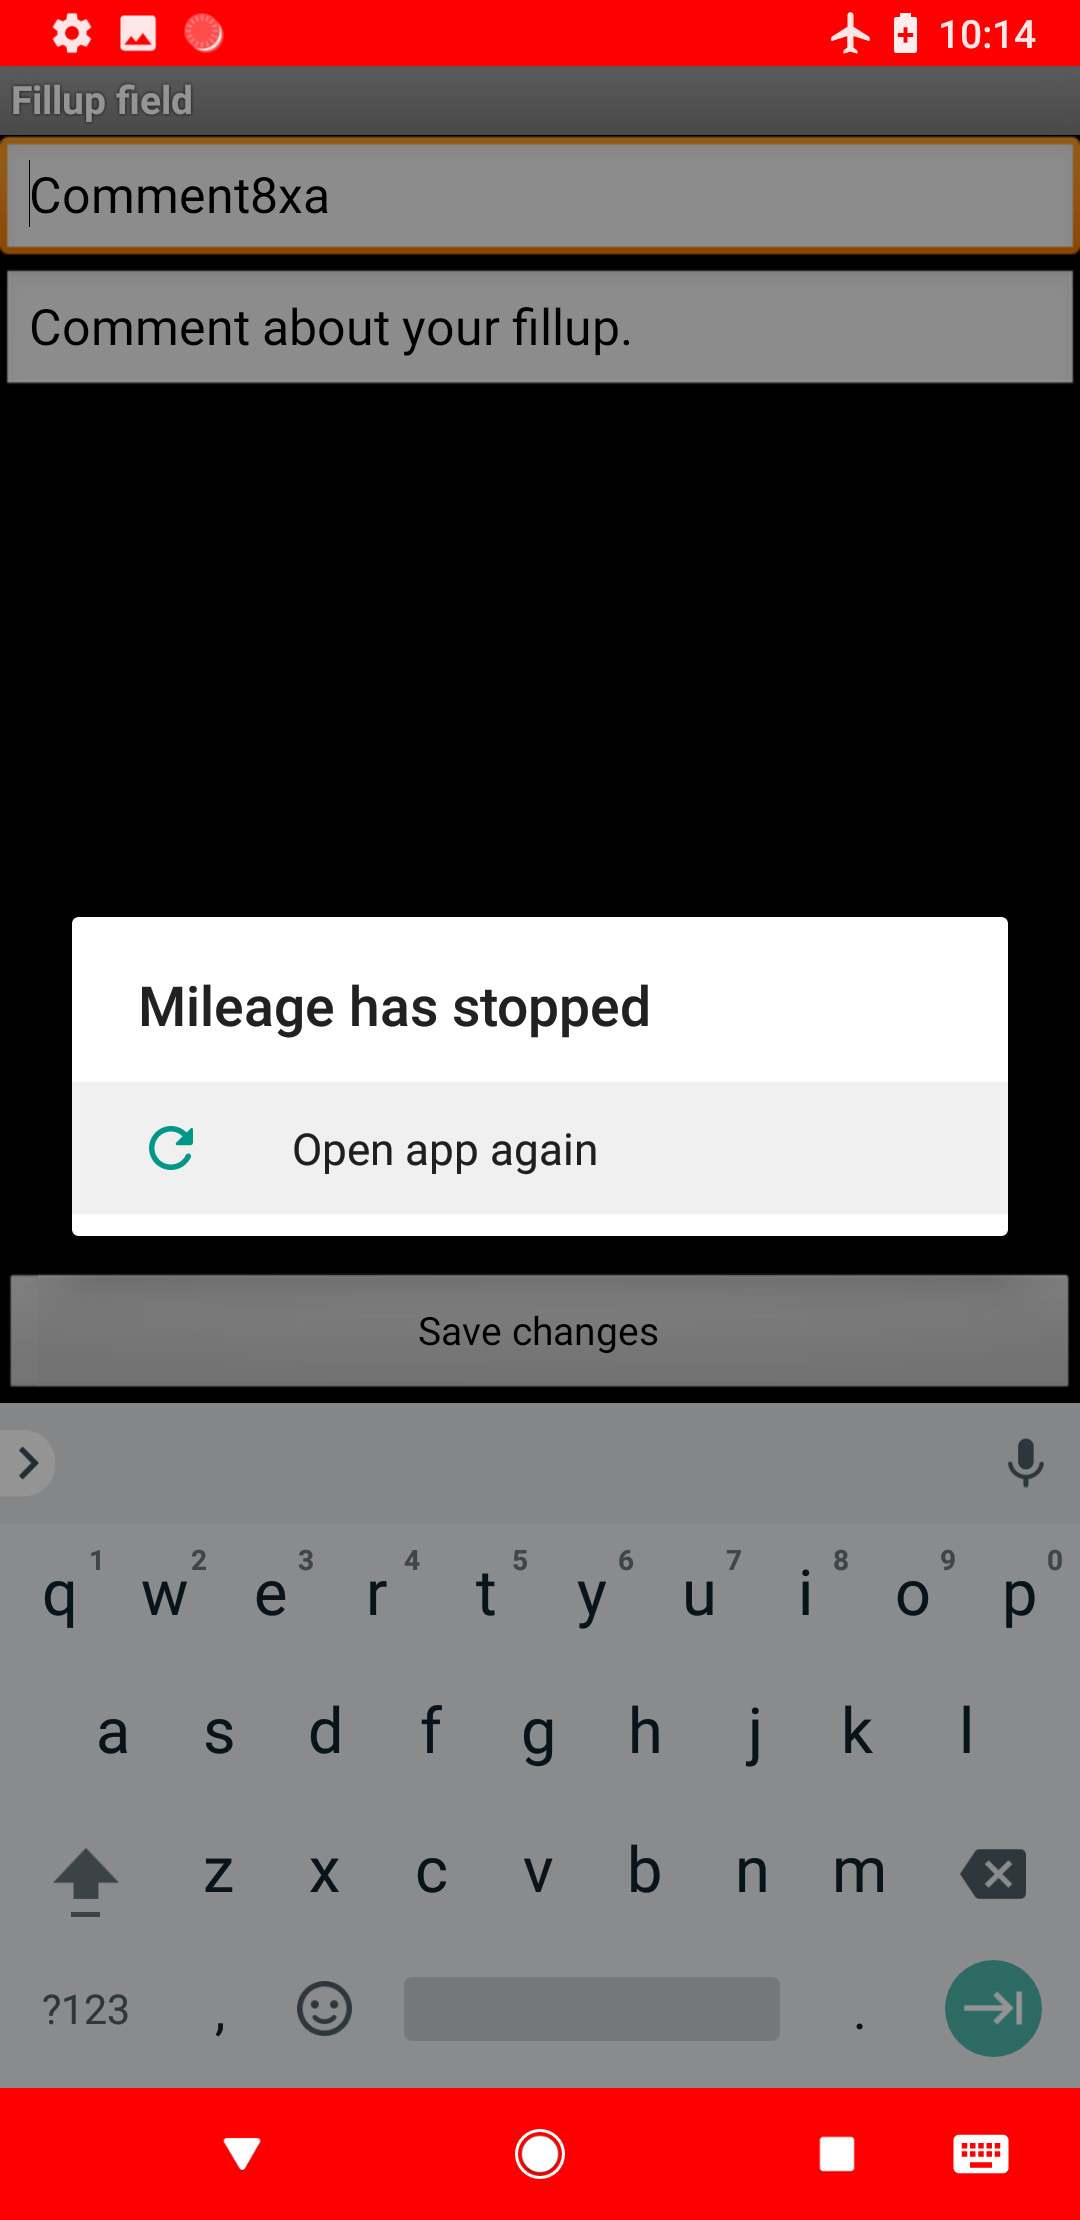 10:14
Fillup field
Comment8xa
Comment about your fillup.
Mileage has stopped
Open app again
Save changes
1 2 3 4 5 6 7 8 9 0
q w e r t y u i o p
a s d f g h j k l
z x c v b n m
?123 , .